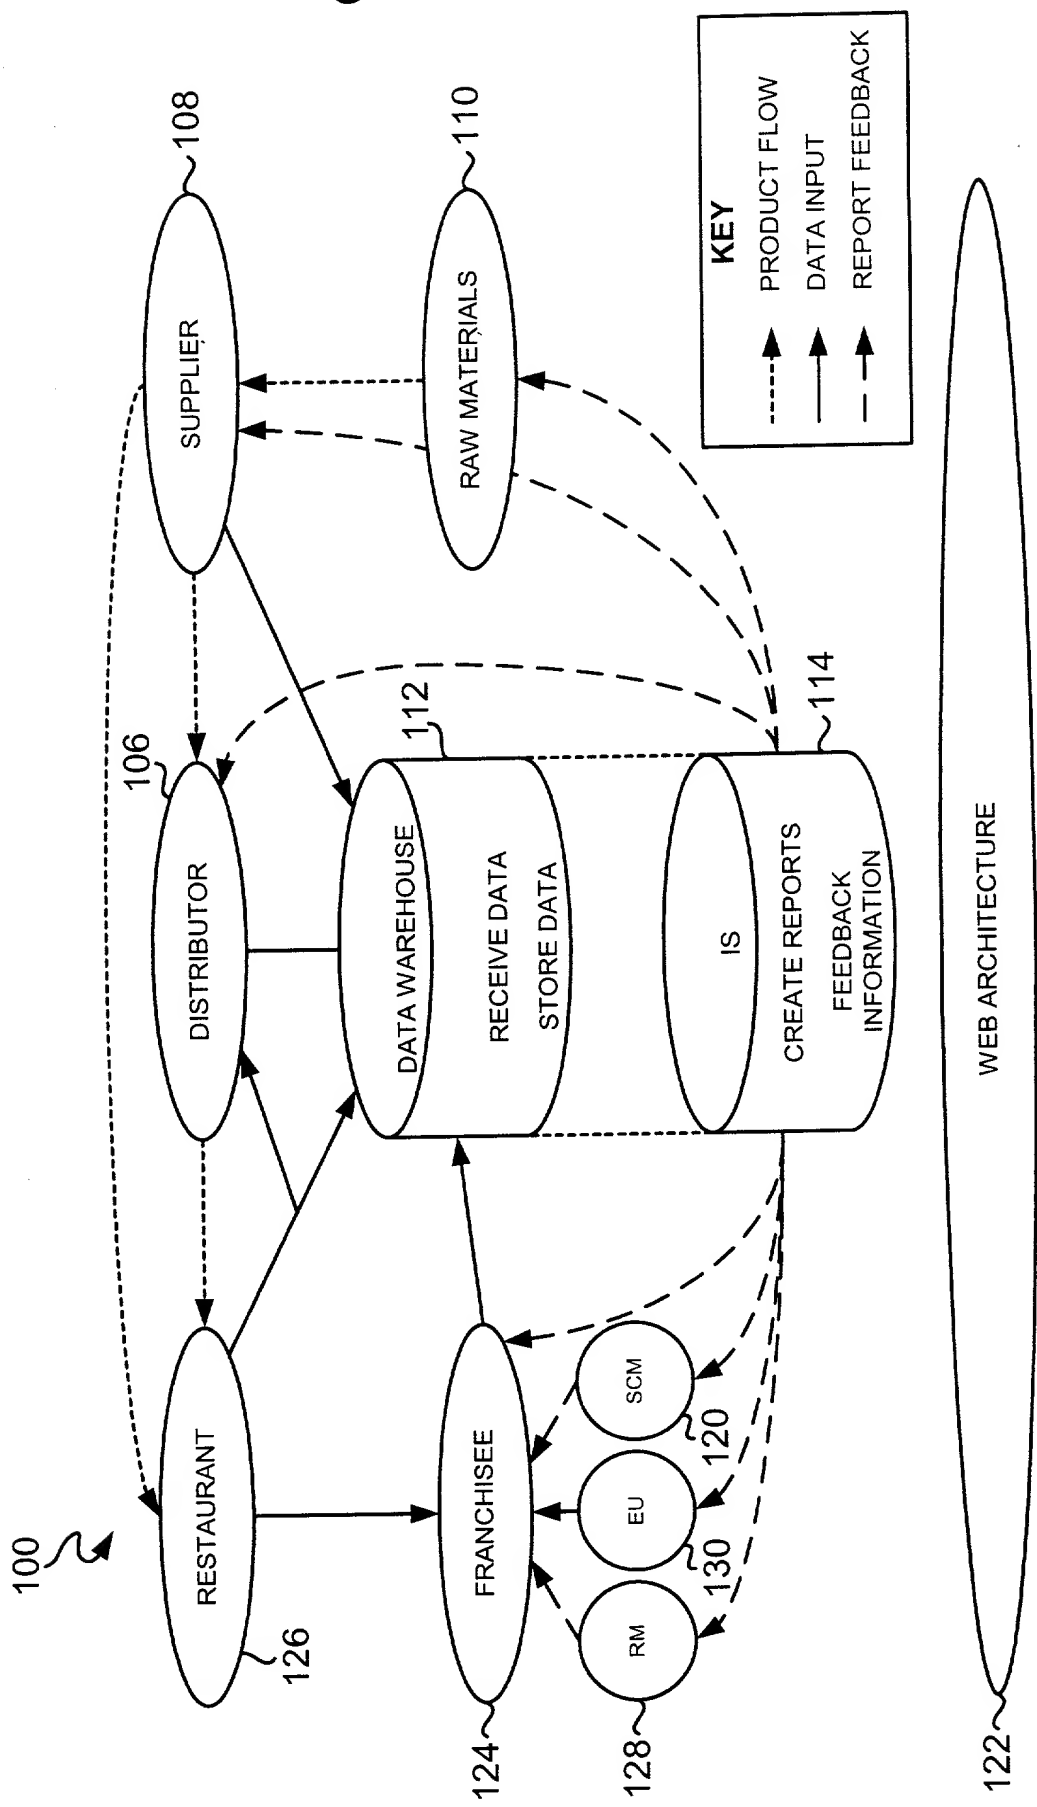 100
RESTAURANT
126
DISTRIBUTOR
106
SUPPLIER
108
FRANCHISEE
124
DATA WAREHOUSE
RECEIVE DATA
STORE DATA
112
RAW MATERIALS
110
RM
128
EU
130
SCM
120
IS
CREATE REPORTS
FEEDBACK
INFORMATION
114
KEY
PRODUCT FLOW
DATA INPUT
REPORT FEEDBACK
WEB ARCHITECTURE
122